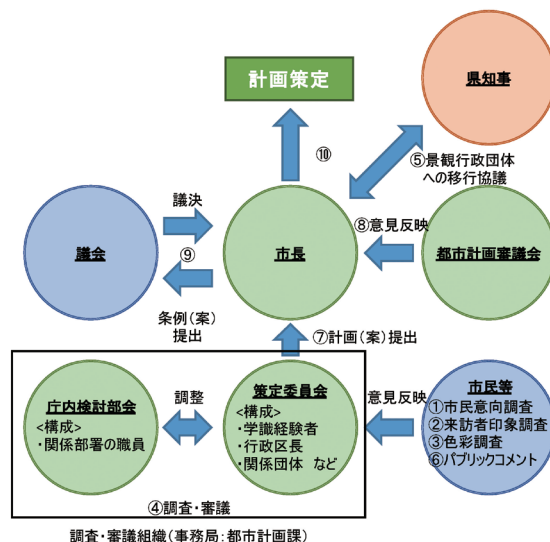 計画策定
県知事
⑩
⑤景観行政団体
への移行協議
議決
議会
⑨
市長
⑧意見反映
都市計画審議会
条例(案)
提出
⑦計画(案)提出
庁内検討部会
<構成>
・関係部署の職員
調整
策定委員会
<構成>
・学識経験者
・行政区長
・関係団体 など
意見反映
市民等
①市民意向調査
②来訪者印象調査
③色彩調査
⑥パブリックコメント
④調査・審議
調査・審議組織(事務局:都市計画課)